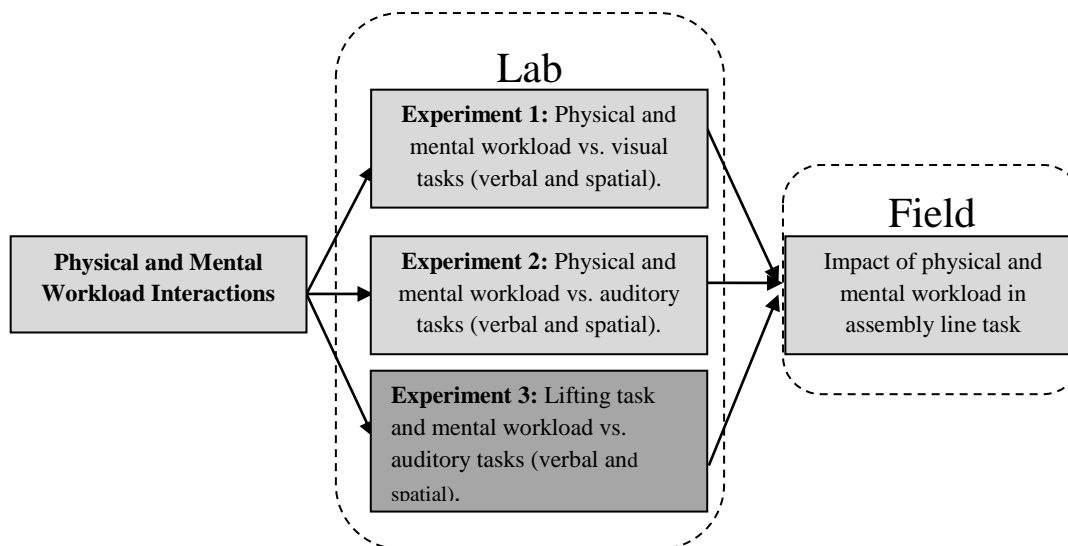 Lab
Experiment 1: Physical and
mental workload vs. visual
tasks (verbal and spatial).
Physical and Mental
Workload Interactions
Experiment 2: Physical and
mental workload vs. auditory
tasks (verbal and spatial).
Experiment 3: Lifting task
and mental workload vs.
auditory tasks (verbal and
spatial).
Field
Impact of physical and
mental workload in
assembly line task